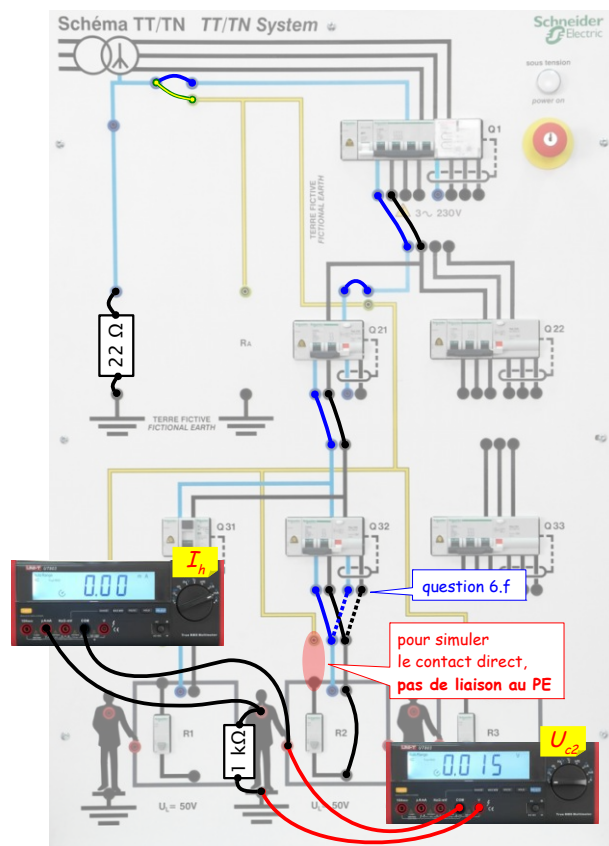 Schéma TT/TN TT/TN System
Schneider
Electric
sous tension
power on
Q1
3~ 230V
TERRE FICTIVE
FICTIONAL EARTH
22 Ω
RA
Q21
Q22
TERRE FICTIVE
FICTIONAL EARTH
Q31
Q32
Q33
Ih
0.00
question 6.f
pour simuler
le contact direct,
pas de liaison au PE
R1
R2
R3
1 kΩ
Uc2
0.015
UL= 50V
UL= 50V